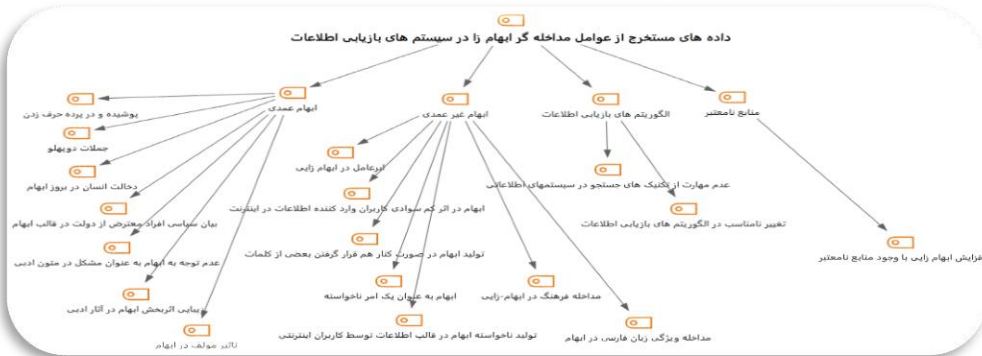 داده های مستخرج از عوامل مداخله گر ابهام زا در سیستم های بازیابی اطلاعات
ابهام عمدی
ابهام غیر عمدی
الگوریتم های بازیابی اطلاعات
منابع نامعتبر
پوشیده و در پرده حرف زدن
جملات دوپهلو
دخالت انسان در بروز ابهام
بیان سیاسی افراد معترض از دولت در قالب ابهام
عدم توجه به ابهام به عنوان مشکل در متون ادبی
پیایی اثربخش ابهام در آثار ادبی
تاثیر مولف در ابهام
ابرعامل در ابهام زایی
ابهام در اثر کم سوادی کاربران وارد کننده اطلاعات در اینترنت
تولید ابهام در صورت کنار هم قرار گرفتن بعضی از کلمات
ابهام به عنوان یک امر ناخواسته
تولید ناخواسته ابهام در قالب اطلاعات توسط کاربران اینترنتی
مداخله فرهنگ در ابهام-زایی
مداخله ویژگی زبان فارسی در ابهام
عدم مهارت از تکنیک های جستجو در سیستمهای اطلاعاتی
تغییر نامتناسب در الگوریتم های بازیابی اطلاعات
فزایش ابهام زایی با وجود منابع نامعتبر